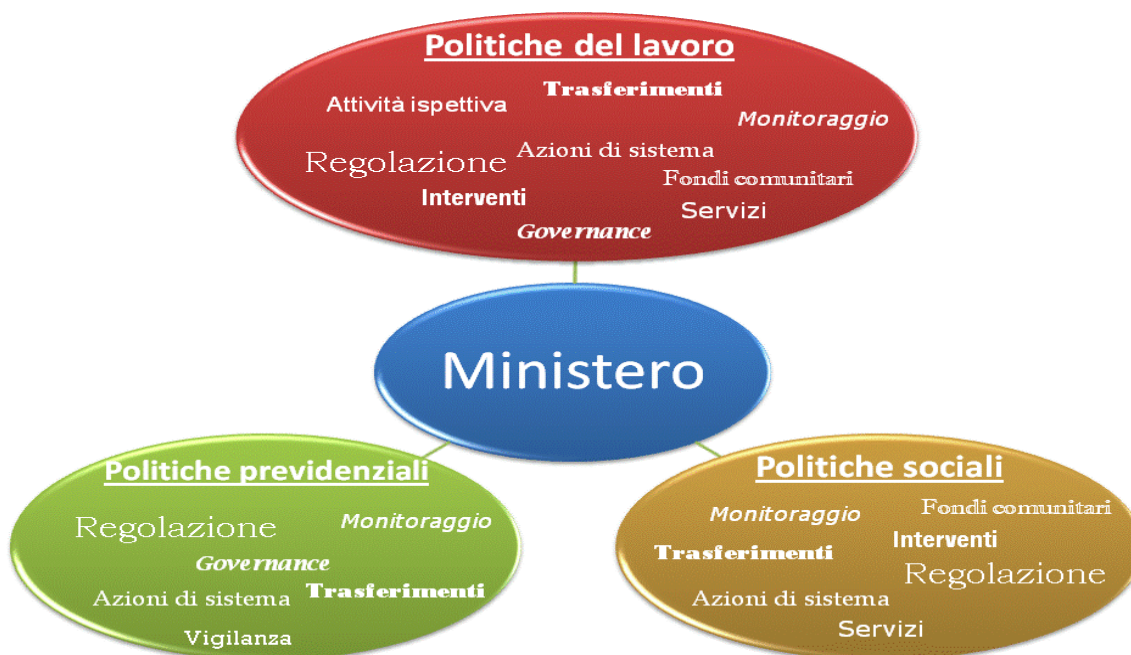 Politiche del lavoro
Trasferimenti
Attività ispettiva
Monitoraggio
Azioni di sistema
Regolazione
Fondi comunitari
Interventi
Servizi
Governance
Ministero
Politiche previdenziali
Regolazione
Monitoraggio
Governance
Azioni di sistema
Trasferimenti
Vigilanza
Politiche sociali
Fondi comunitari
Monitoraggio
Interventi
Trasferimenti
Regolazione
Azioni di sistema
Servizi